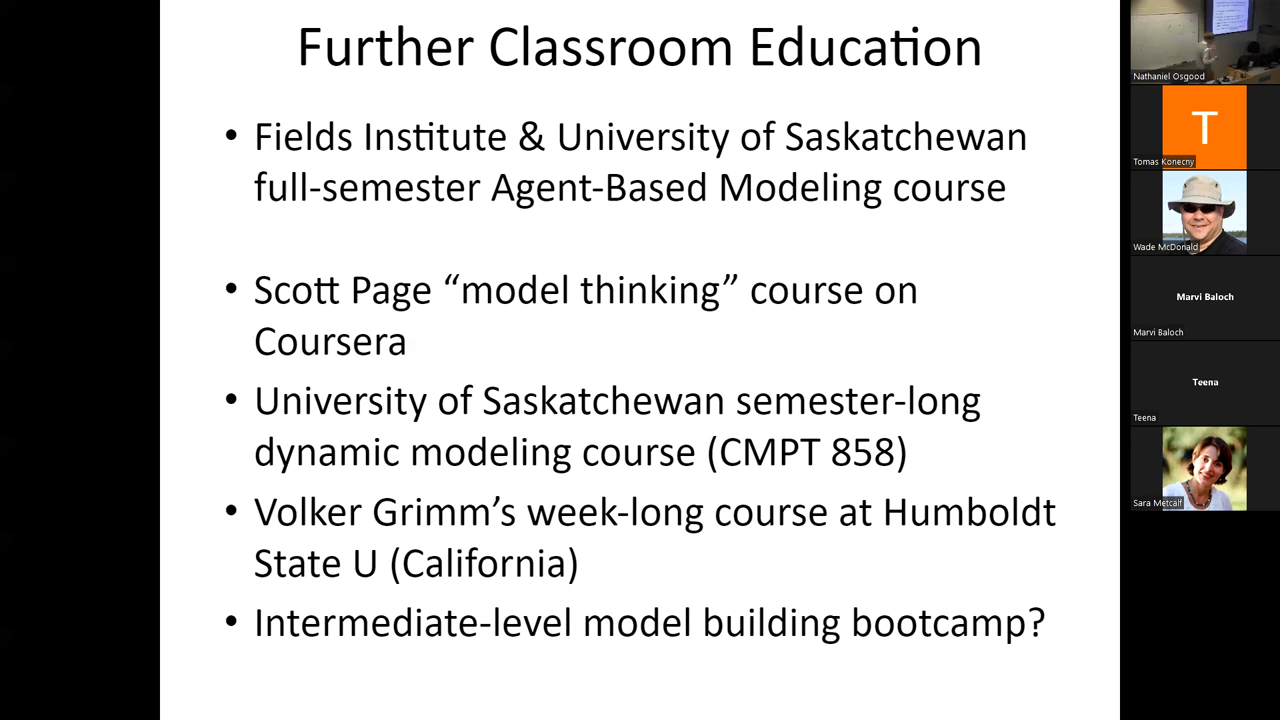 Further Classroom Education
• Fields Institute & University of Saskatchewan
full-semester Agent-Based Modeling course
• Scott Page “model thinking” course on
Coursera
• University of Saskatchewan semester-long
dynamic modeling course (CMPT 858)
• Volker Grimm’s week-long course at Humboldt
State U (California)
• Intermediate-level model building bootcamp?
Nathaniel Osgood
T
Tomas Konecny
Wade McDonald
Marvi Baloch
Marvi Baloch
Teena
Teena
Sara Metcalf